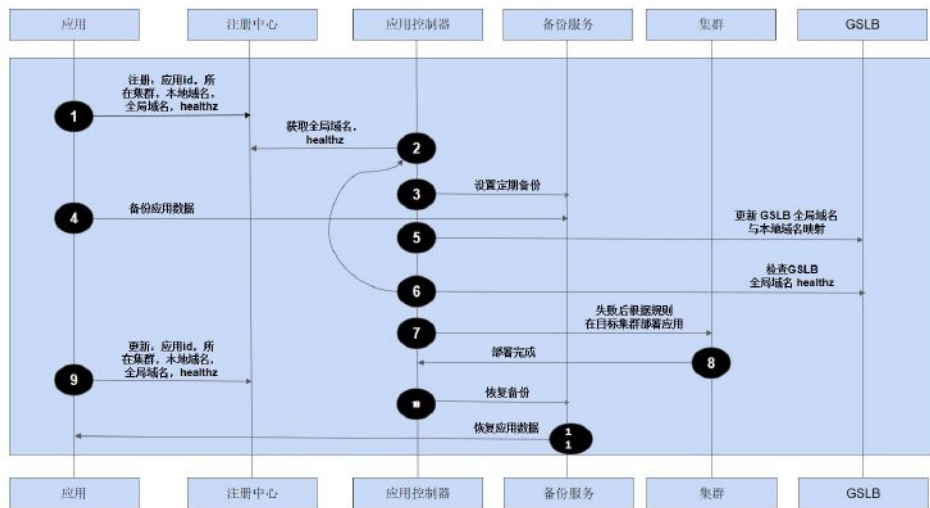 应用
注册中心
应用控制器
备份服务
集群
GSLB
注册：应用id，所
在集群，本地域名，
全局域名，healthz
1
获取全局域名，
healthz
2
3
设置定期备份
4
备份应用数据
5
更新 GSLB 全局域名
与本地域名映射
6
检查GSLB
全局域名 healthz
7
失败后根据规则
在目标集群部署应用
部署完成
8
更新：应用id，所
在集群，本地域名，
全局域名，healthz
9
10
恢复备份
恢复应用数据
1
1
应用
注册中心
应用控制器
备份服务
集群
GSLB